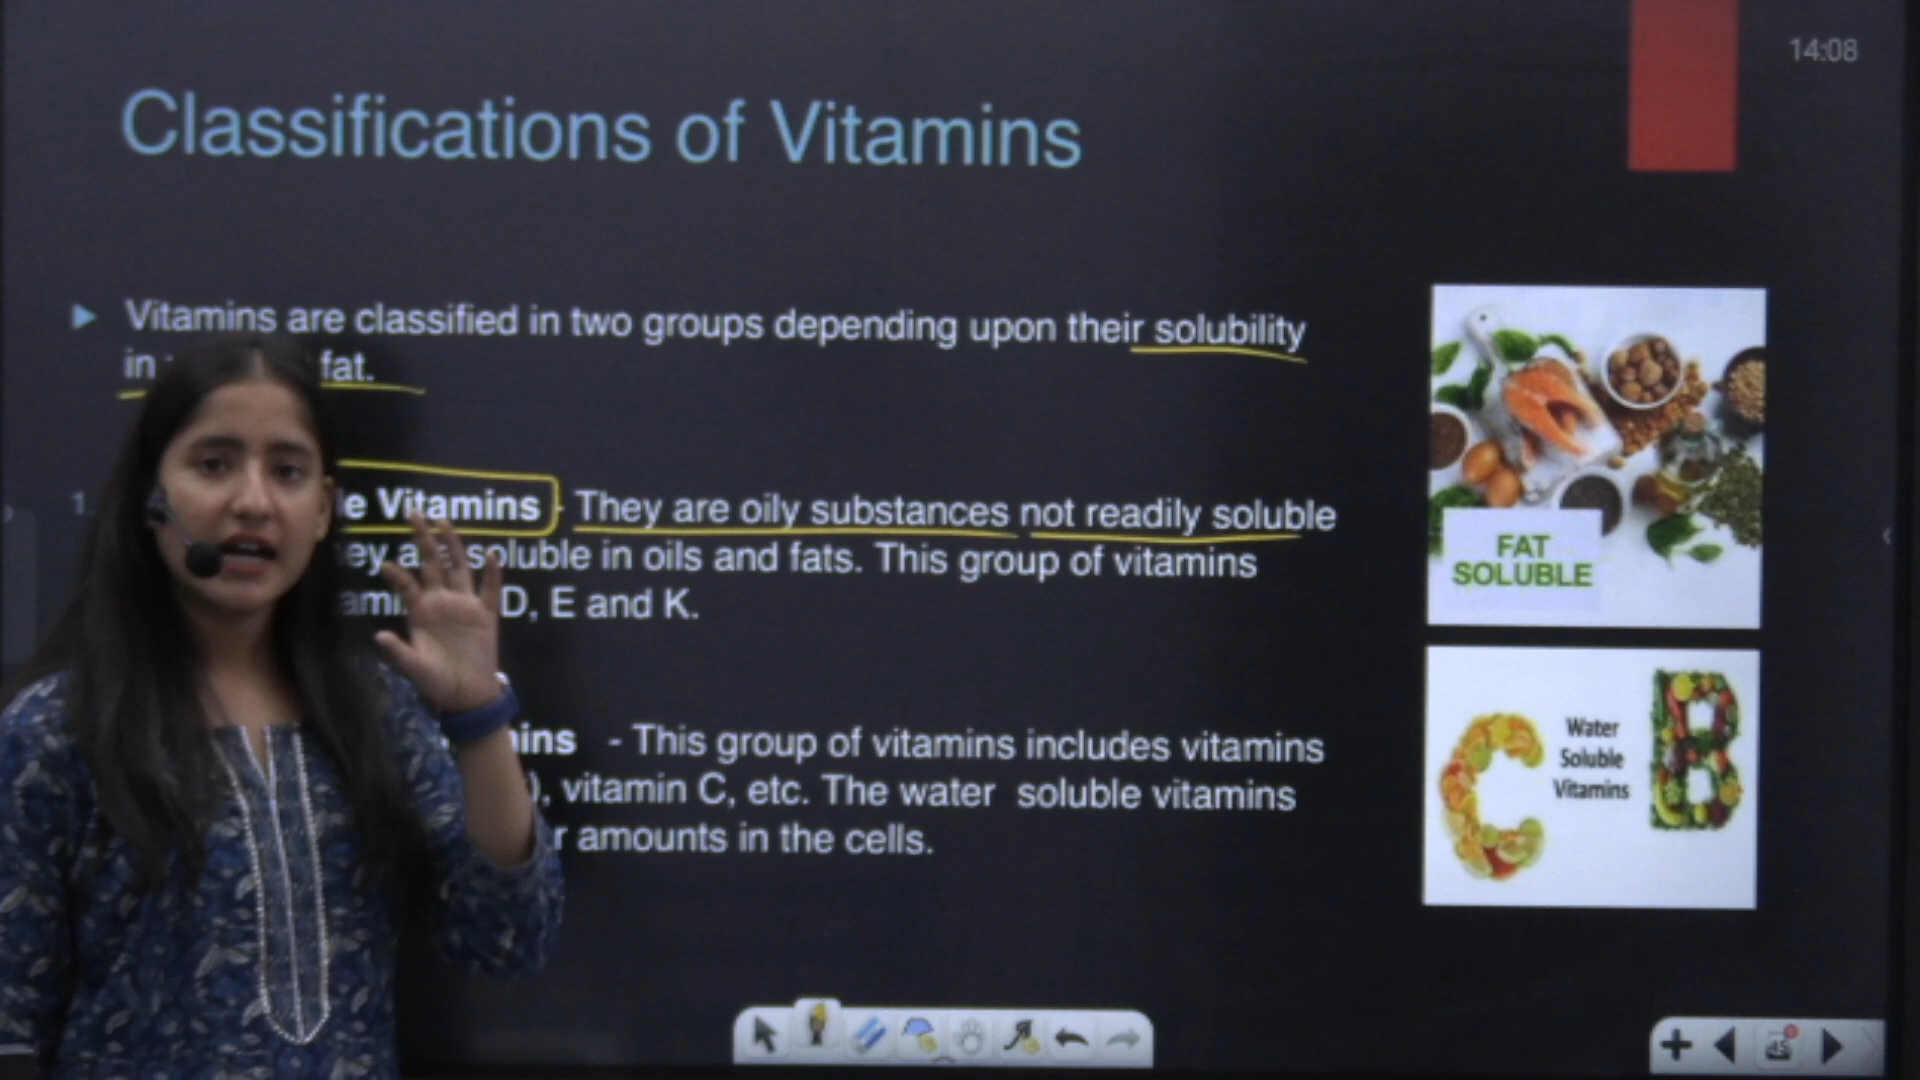 14:08
Classifications of Vitamins
Vitamins are classified in two groups depending upon their solubility
in fat.
1.
Vitamins - They are oily substances not readily soluble
soluble in oils and fats. This group of vitamins
D, E and K.
- This group of vitamins includes vitamins
), vitamin C, etc. The water soluble vitamins
amounts in the cells.
FAT
SOLUBLE
Water
Soluble
Vitamins
C
B